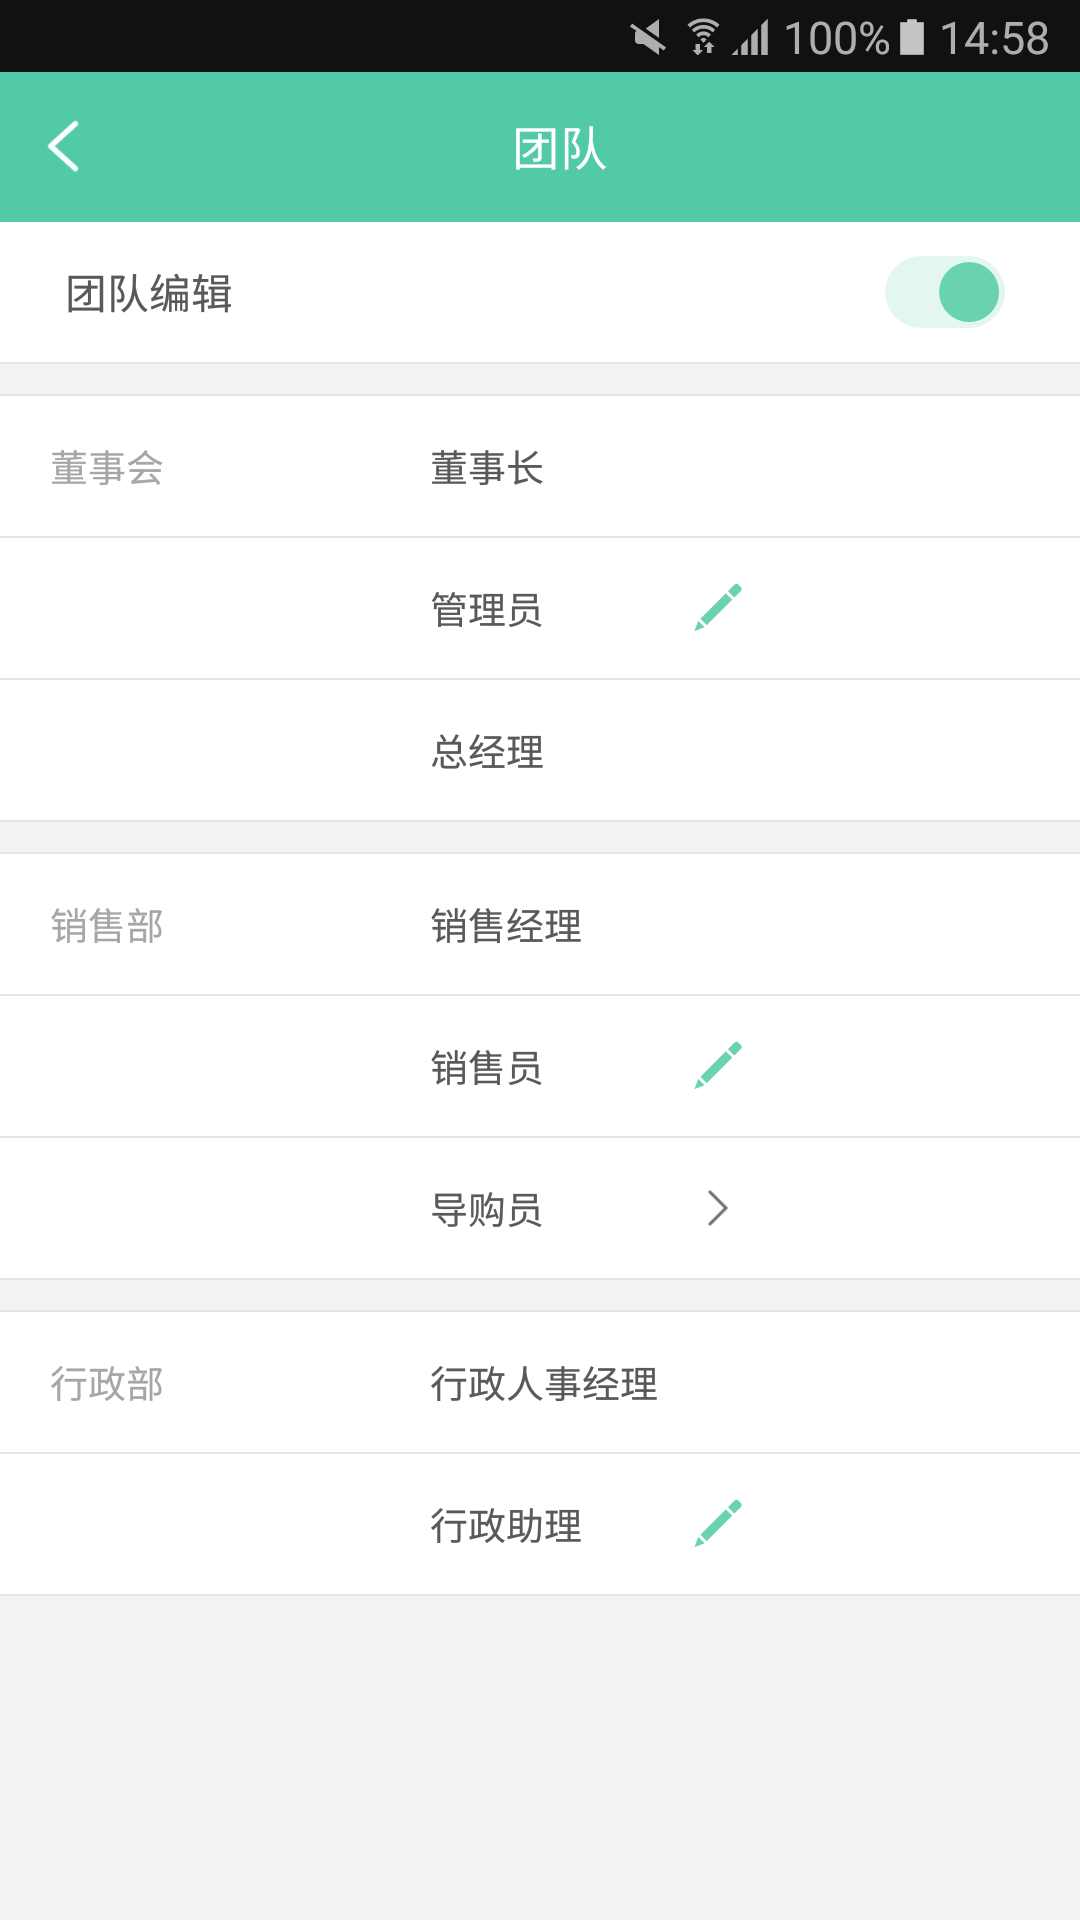 100% 14:58
团队
团队编辑
董事会 董事长
管理员
总经理
销售部 销售经理
销售员
导购员
行政部 行政人事经理
行政助理